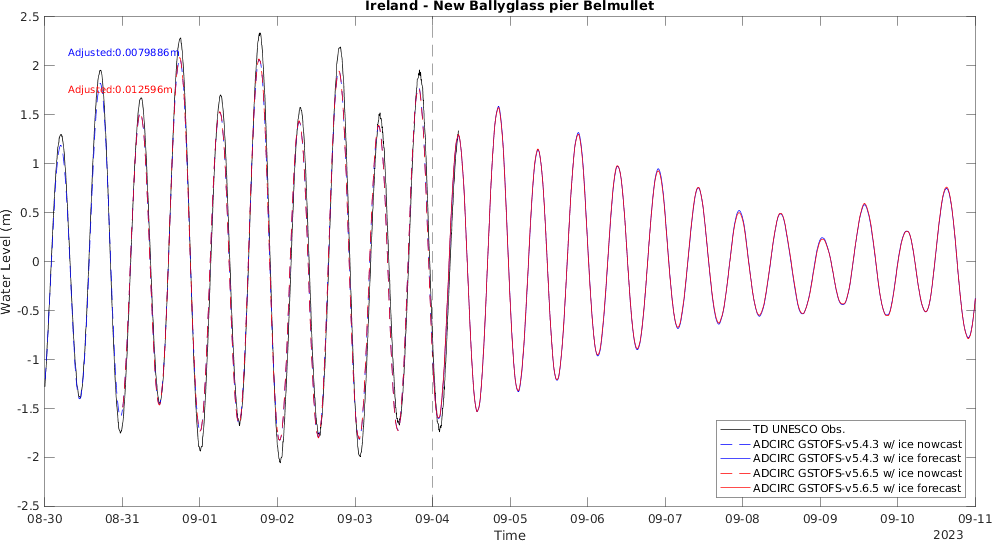 Ireland - New Ballyglass pier Belmullet
2.5
Adjusted:0.0079886m
2
Adjusted:0.012596m
1.5
1
0.5
0
-0.5
-1
-1.5
-2
-2.5
Water Level (m)
TD UNESCO Obs.
ADCIRC GSTOFS-v5.4.3 w/ ice nowcast
ADCIRC GSTOFS-v5.4.3 w/ ice forecast
ADCIRC GSTOFS-v5.6.5 w/ ice nowcast
ADCIRC GSTOFS-v5.6.5 w/ ice forecast
08-30 08-31 09-01 09-02 09-03 09-04 09-05 09-06 09-07 09-08 09-09 09-10 09-11
Time
2023